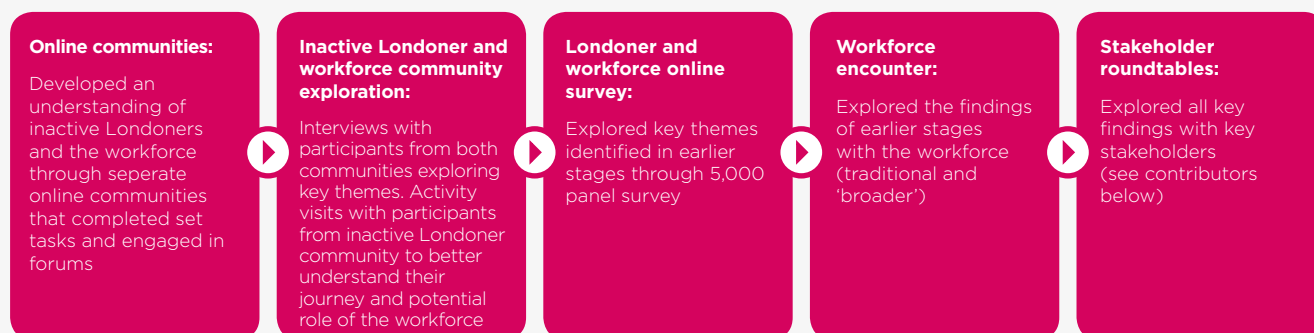 Online communities:
Developed an
understanding of
inactive Londoners
and the workforce
through seperate
online communities
that completed set
tasks and engaged in
forums
Inactive Londoner and
workforce community
exploration:
Interviews with
participants from both
communities exploring
key themes. Activity
visits with participants
from inactive Londoner
community to better
understand their
journey and potential
role of the workforce
Londoner and
workforce online
survey:
Explored key themes
identified in earlier
stages through 5,000
panel survey
Workforce
encounter:
Explored the findings
of earlier stages
with the workforce
(traditional and
‘broader’)
Stakeholder
roundtables:
Explored all key
findings with key
stakeholders
(see contributors
below)